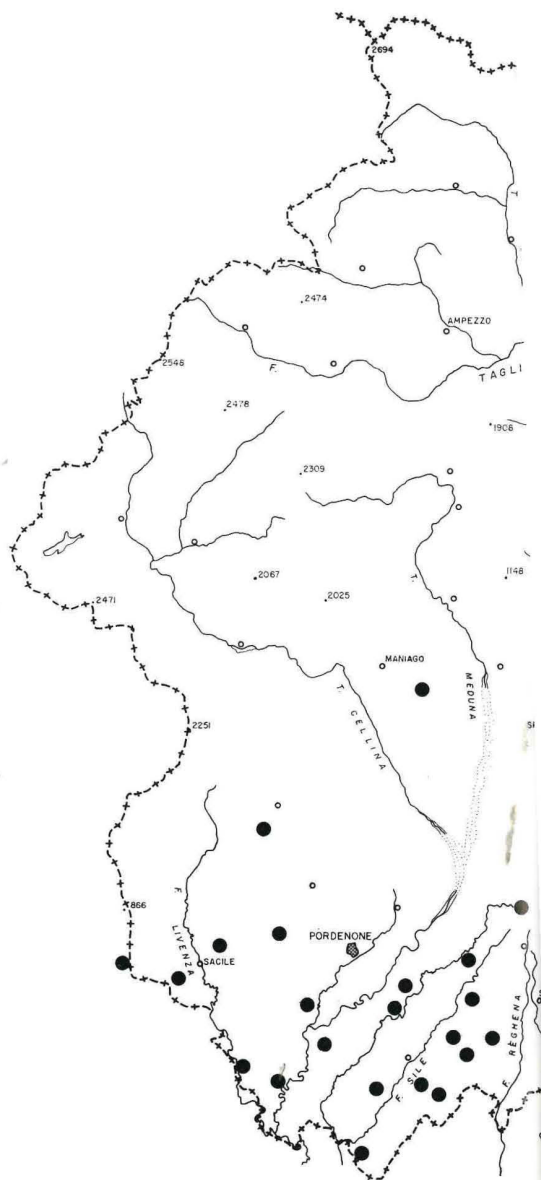 2694
T.
2474
AMPEZZO
2548
F.
TAGLI
2478
1908
2309
T.
1148
2067
2025
2471
MANIAGO
MEDUNA
T. CELLINA
2251
866
F. LIVENZA
PORDENONE
SACILE
F. REGHENA
F. SILE